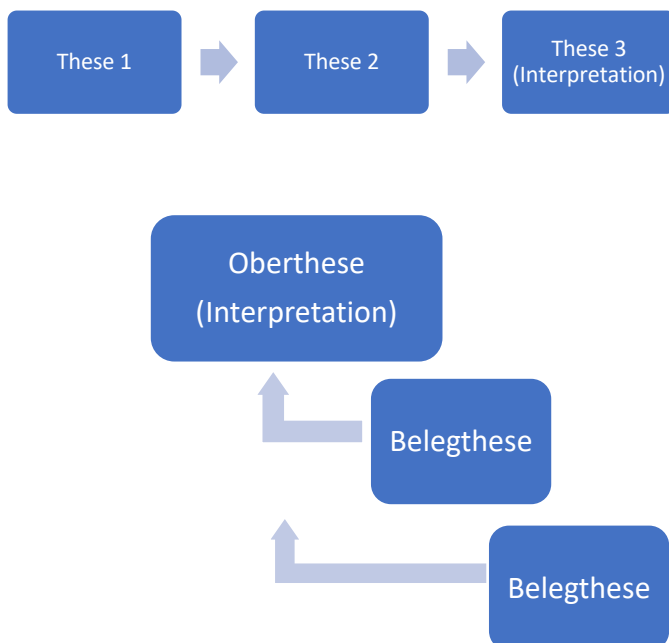 These 1
These 2
These 3
(Interpretation)
Oberthese
(Interpretation)
Belegthese
Belegthese